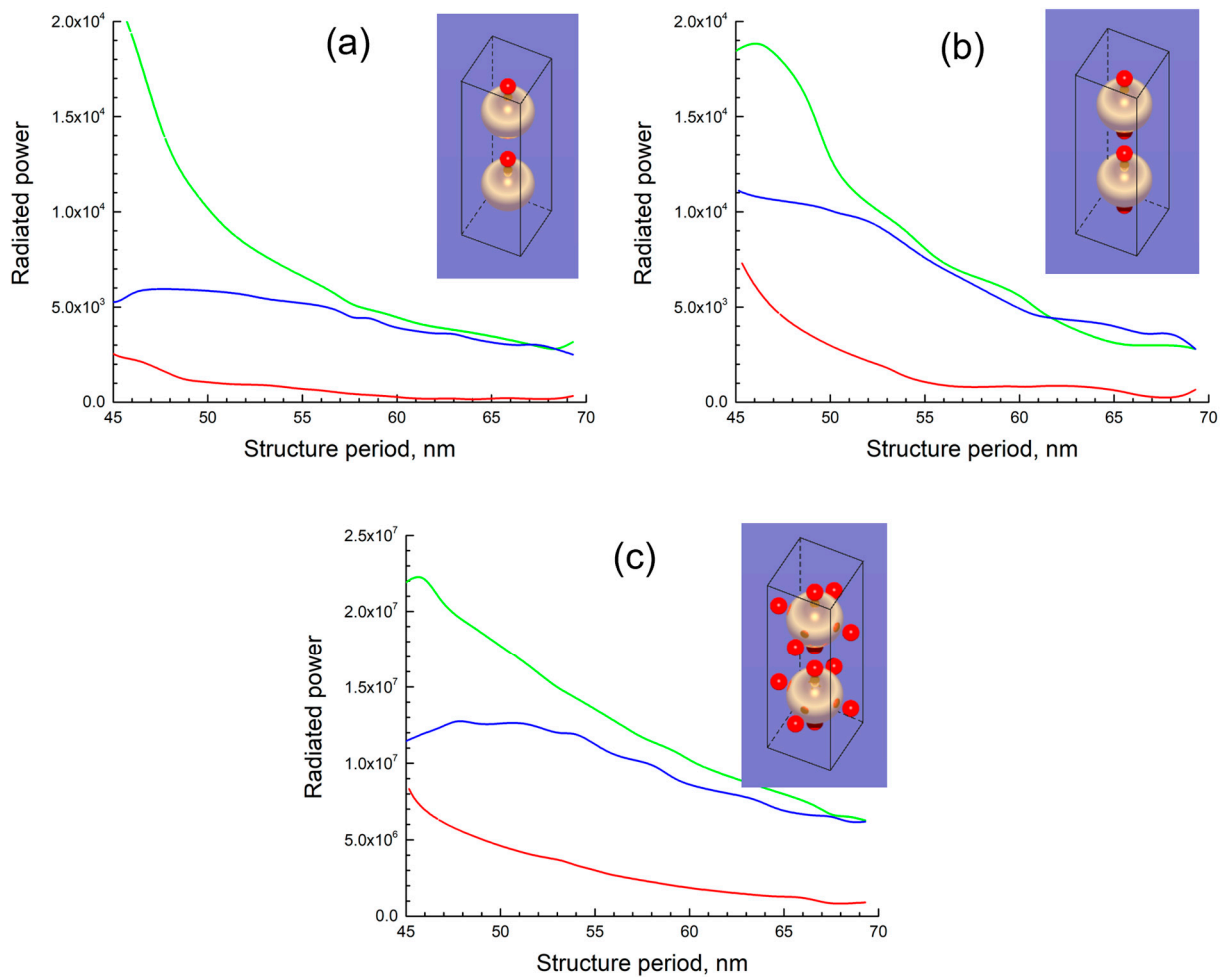 (a)
Radiated power
2.0x10⁴
1.5x10⁴
1.0x10⁴
5.0x10³
0.0
45 50 55 60 65 70
Structure period, nm
(b)
Radiated power
2.0x10⁴
1.5x10⁴
1.0x10⁴
5.0x10³
0.0
45 50 55 60 65 70
Structure period, nm
(c)
Radiated power
2.5x10⁷
2.0x10⁷
1.5x10⁷
1.0x10⁷
5.0x10⁶
0.0
45 50 55 60 65 70
Structure period, nm